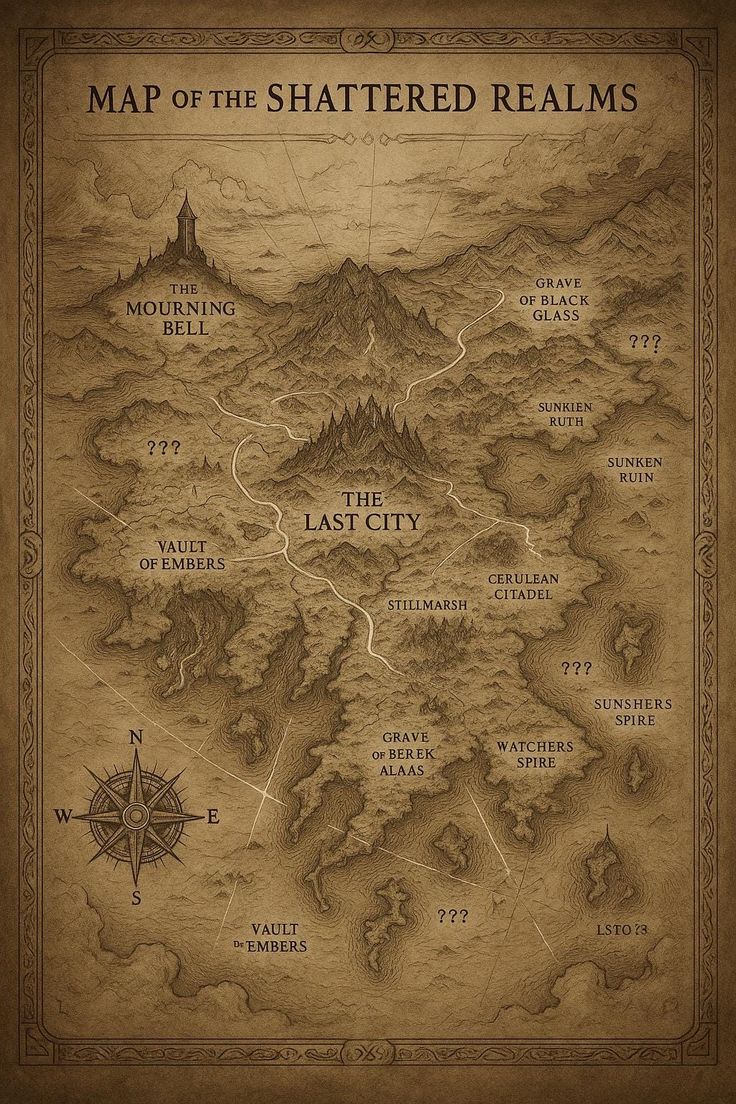 MAP OF THE SHATTERED REALMS
THE
MOURNING
BELL
GRAVE
OF BLACK
GLASS
???
SUNKIEN
RUTH
???
SUNKEN
RUIN
THE
LAST CITY
VAULT
OF EMBERS
CERULEAN
CITADEL
STILLMARSH
???
SUNSHERS
SPIRE
GRAVE
OF BEREK
ALAAS
WATCHERS
SPIRE
N
W E
S
???
VAULT
DE EMBERS
LSTO ?3